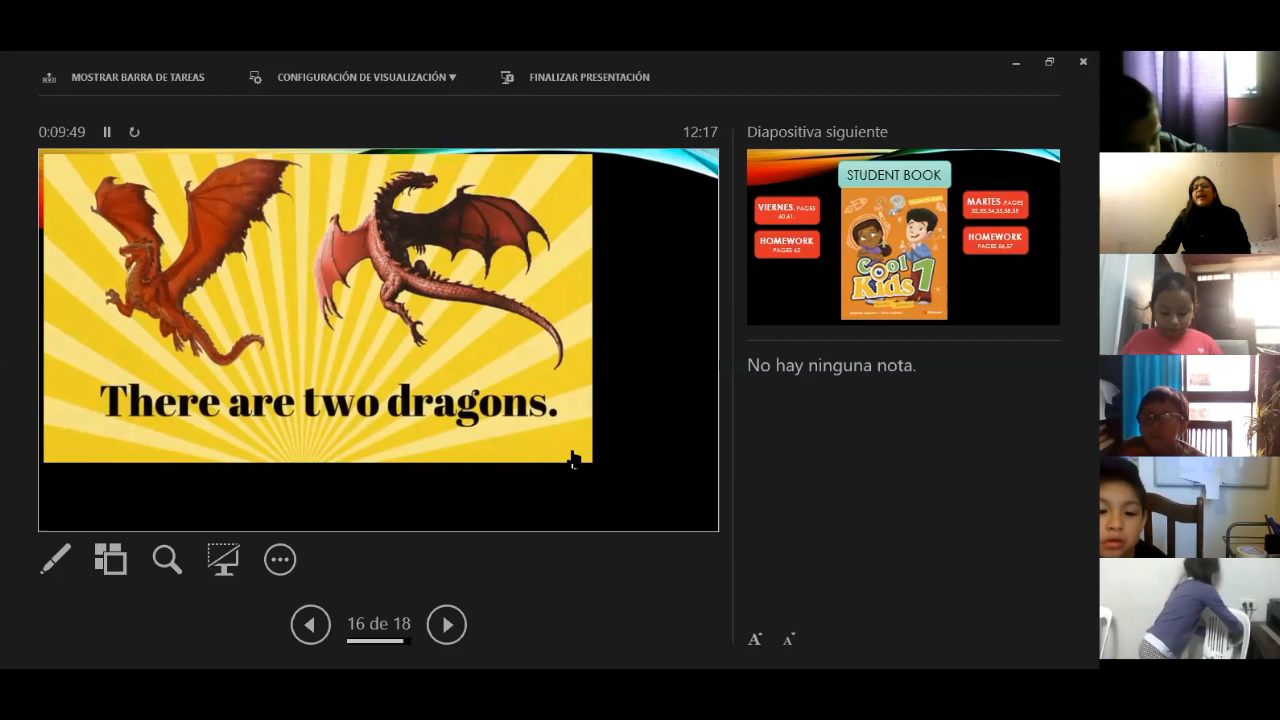 MOSTRAR BARRA DE TAREAS
CONFIGURACIÓN DE VISUALIZACIÓN ▼
FINALIZAR PRESENTACIÓN
0:09:49
12:17
There are two dragons.
16 de 18
Diapositiva siguiente
STUDENT BOOK
VIERNES. PAGES
60,61.
HOMEWORK
PAGES 62
MARTES .PAGES
HOMEWORK
PAGES 56,57
Cool
Kids 1
No hay ninguna nota.
A A